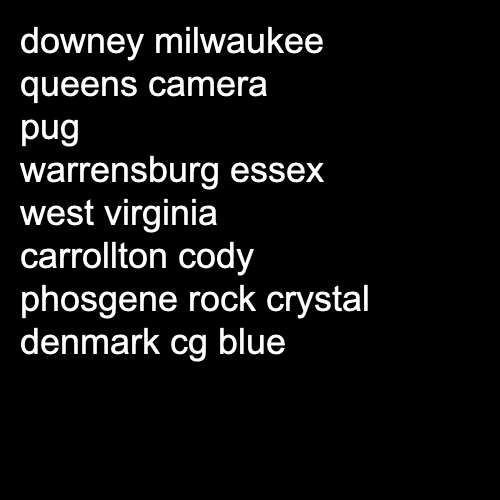 downey milwaukee
queens camera
pug
warrensburg essex
west virginia
carrollton cody
phosgene rock crystal
denmark cg blue